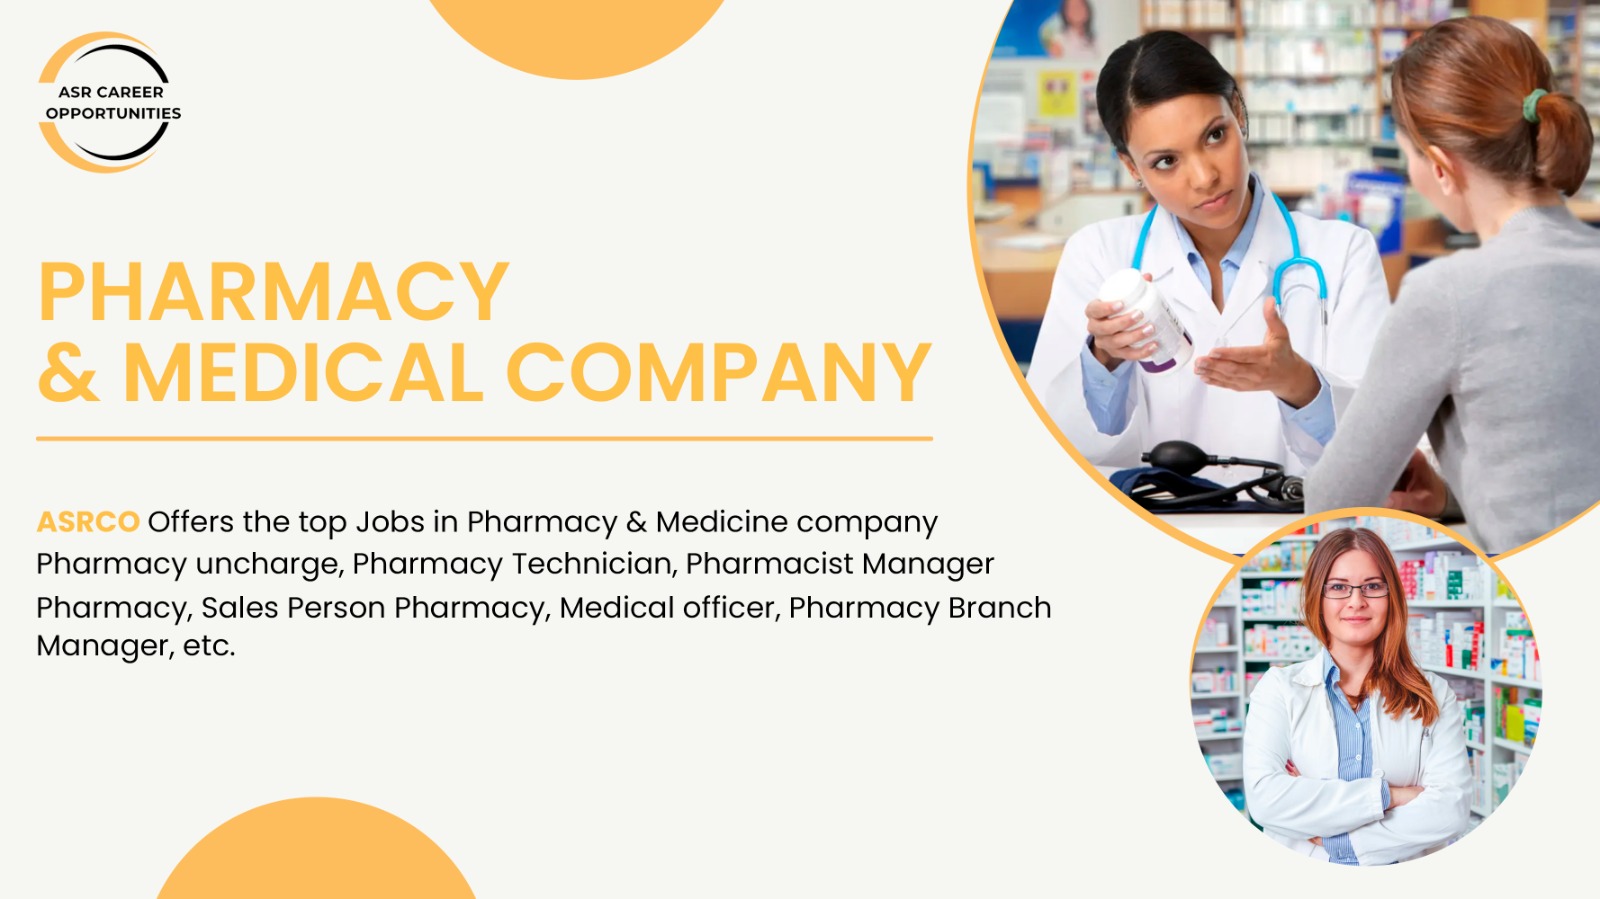 ASR CAREER
OPPORTUNITIES
PHARMACY
& MEDICAL COMPANY
ASRCO Offers the top Jobs in Pharmacy & Medicine company
Pharmacy uncharge, Pharmacy Technician, Pharmacist Manager
Pharmacy, Sales Person Pharmacy, Medical officer, Pharmacy Branch
Manager, etc.